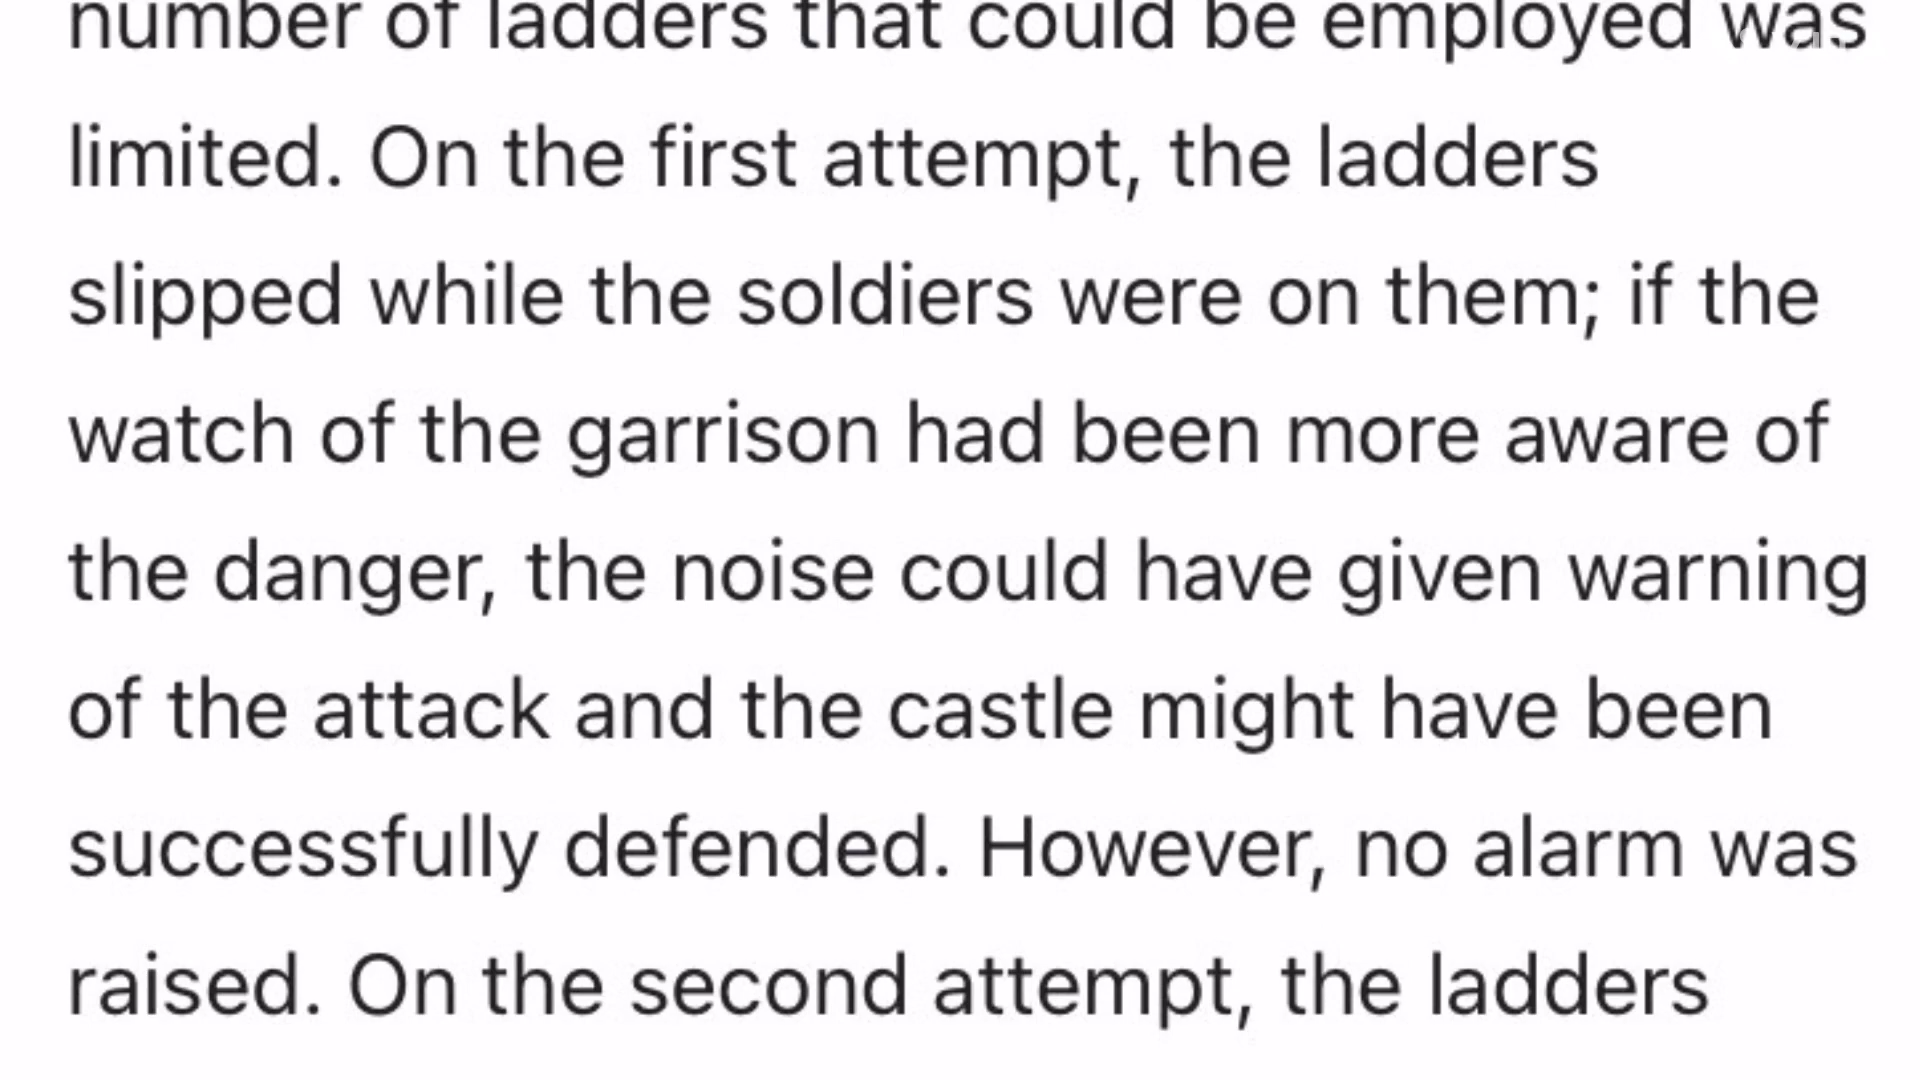 number of ladders that could be employed was
limited. On the first attempt, the ladders
slipped while the soldiers were on them; if the
watch of the garrison had been more aware of
the danger, the noise could have given warning
of the attack and the castle might have been
successfully defended. However, no alarm was
raised. On the second attempt, the ladders